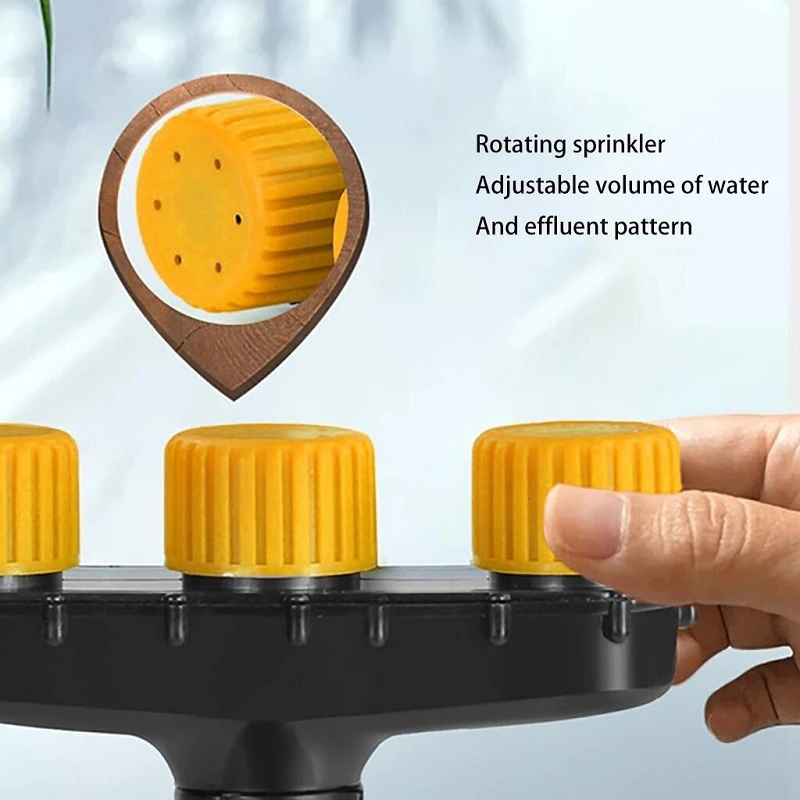 Rotating sprinkler
Adjustable volume of water
And effluent pattern